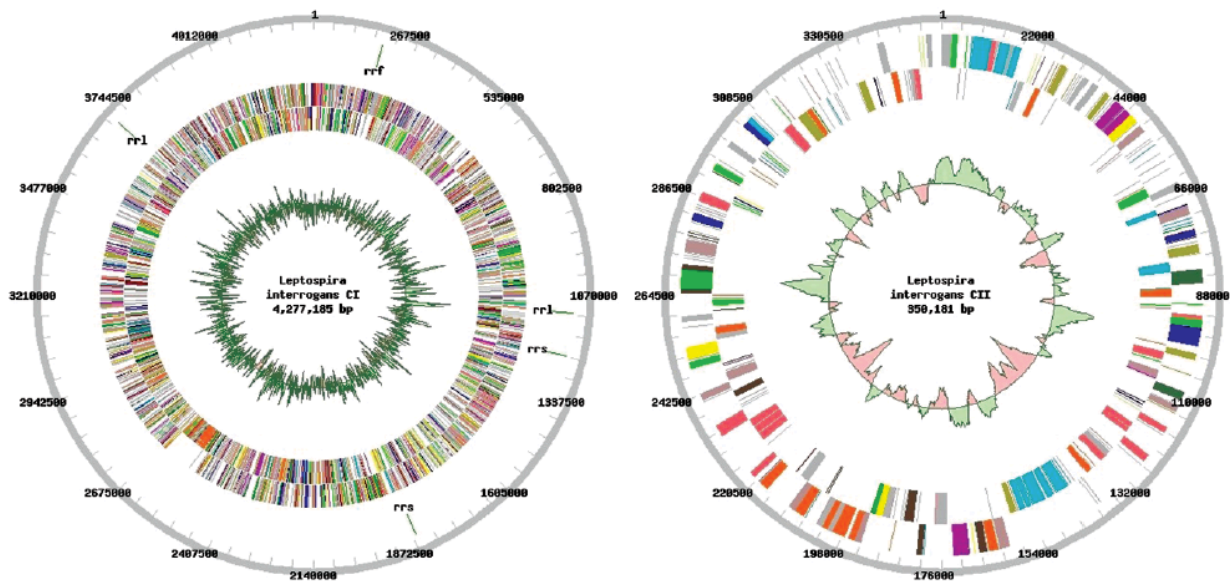 1
267500
535000
802500
1070000
1337500
1605000
1872500
2140000
2407500
2675000
2942500
3210000
3477000
3744500
4012000
rrf
rrl
rrl
rrs
rrs
Leptospira
interrogans CI
4,277,185 bp
1
22000
44000
66000
88000
110000
132000
154000
176000
198000
220500
242500
264500
286500
308500
330500
Leptospira
interrogans CII
350,181 bp